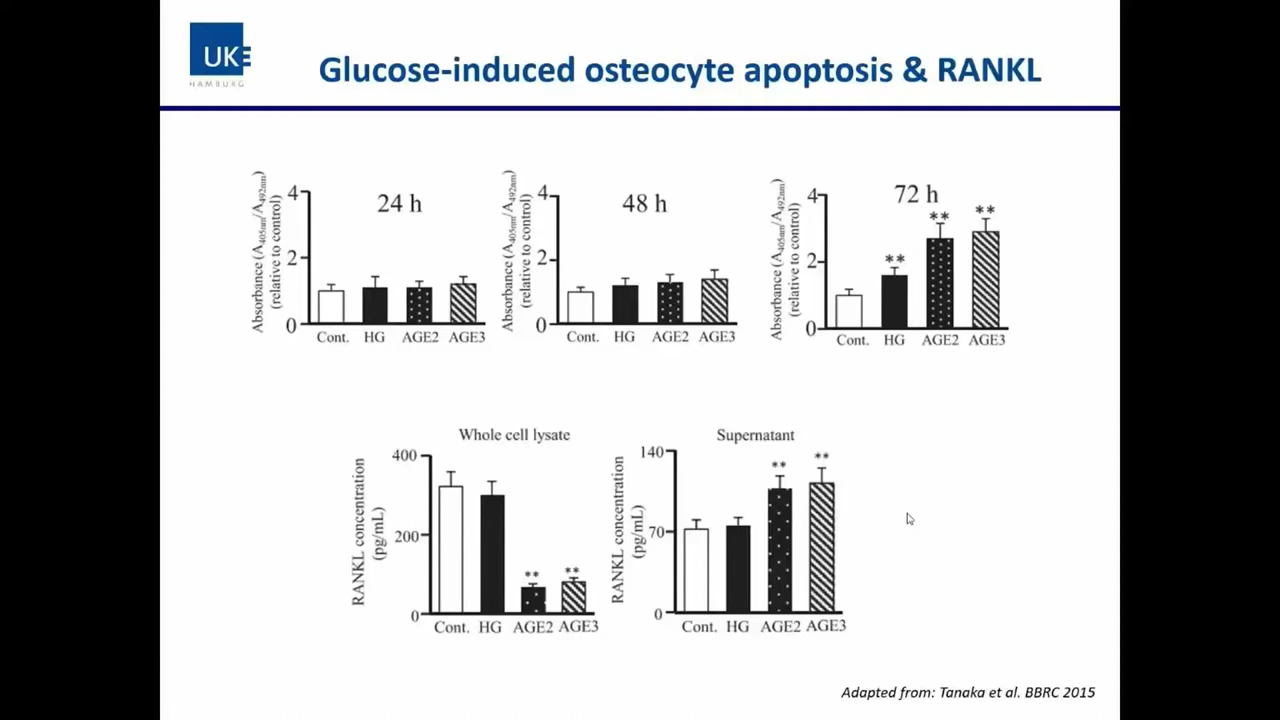 UKE
HAMBURG
Glucose-induced osteocyte apoptosis & RANKL
Absorbance (A405nm/A492nm)
(relative to control)
4
2
0
24 h
Cont. HG AGE2 AGE3
Absorbance (A405nm/A492nm)
(relative to control)
4
2
0
48 h
Cont. HG AGE2 AGE3
Absorbance (A405nm/A492nm)
(relative to control)
4
2
0
72 h
** ** **
Cont. HG AGE2 AGE3
Whole cell lysate
RANKL concentration
(pg/mL)
400
200
0
** **
Cont. HG AGE2 AGE3
Supernatant
RANKL concentration
(pg/mL)
140
70
0
** **
Cont. HG AGE2 AGE3
Adapted from: Tanaka et al. BBRC 2015